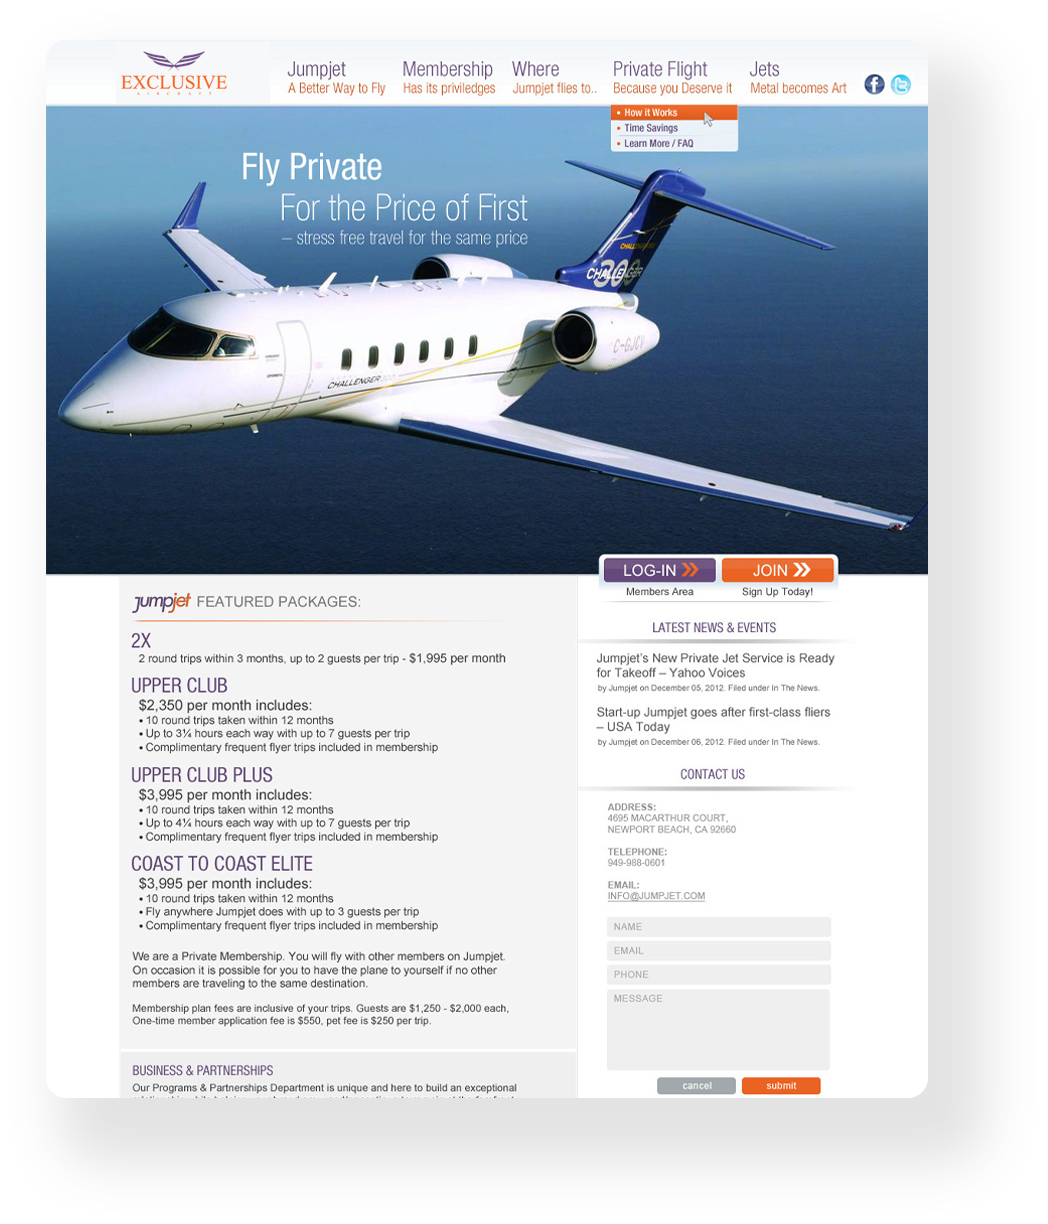 EXCLUSIVE
AIRCRAFT
Jumpjet
A Better Way to Fly
Membership
Has its priviledges
Where
Jumpjet flies to..
Private Flight
Because you Deserve it
Jets
Metal becomes Art
• How it Works
• Time Savings
• Learn More / FAQ
Fly Private
For the Price of First
– stress free travel for the same price
CHALLENGER
300
CHALLENGER
C-GJCV
CHALLENGER 300
LOG-IN
JOIN
Members Area
Sign Up Today!
jumpjet FEATURED PACKAGES:
2X
2 round trips within 3 months, up to 2 guests per trip - $1,995 per month
UPPER CLUB
$2,350 per month includes:
• 10 round trips taken within 12 months
• Up to 3¼ hours each way with up to 7 guests per trip
• Complimentary frequent flyer trips included in membership
UPPER CLUB PLUS
$3,995 per month includes:
• 10 round trips taken within 12 months
• Up to 4¼ hours each way with up to 7 guests per trip
• Complimentary frequent flyer trips included in membership
COAST TO COAST ELITE
$3,995 per month includes:
• 10 round trips taken within 12 months
• Fly anywhere Jumpjet does with up to 3 guests per trip
• Complimentary frequent flyer trips included in membership
We are a Private Membership. You will fly with other members on Jumpjet.
On occasion it is possible for you to have the plane to yourself if no other
members are traveling to the same destination.
Membership plan fees are inclusive of your trips. Guests are $1,250 - $2,000 each,
One-time member application fee is $550, pet fee is $250 per trip.
BUSINESS & PARTNERSHIPS
Our Programs & Partnerships Department is unique and here to build an exceptional
LATEST NEWS & EVENTS
Jumpjet's New Private Jet Service is Ready
for Takeoff – Yahoo Voices
by Jumpjet on December 05, 2012. Filed under In The News.
Start-up Jumpjet goes after first-class fliers
– USA Today
by Jumpjet on December 06, 2012. Filed under In The News.
CONTACT US
ADDRESS:
4695 MACARTHUR COURT,
NEWPORT BEACH, CA 92660
TELEPHONE:
949-988-0601
EMAIL:
INFO@JUMPJET.COM
NAME
EMAIL
PHONE
MESSAGE
cancel
submit